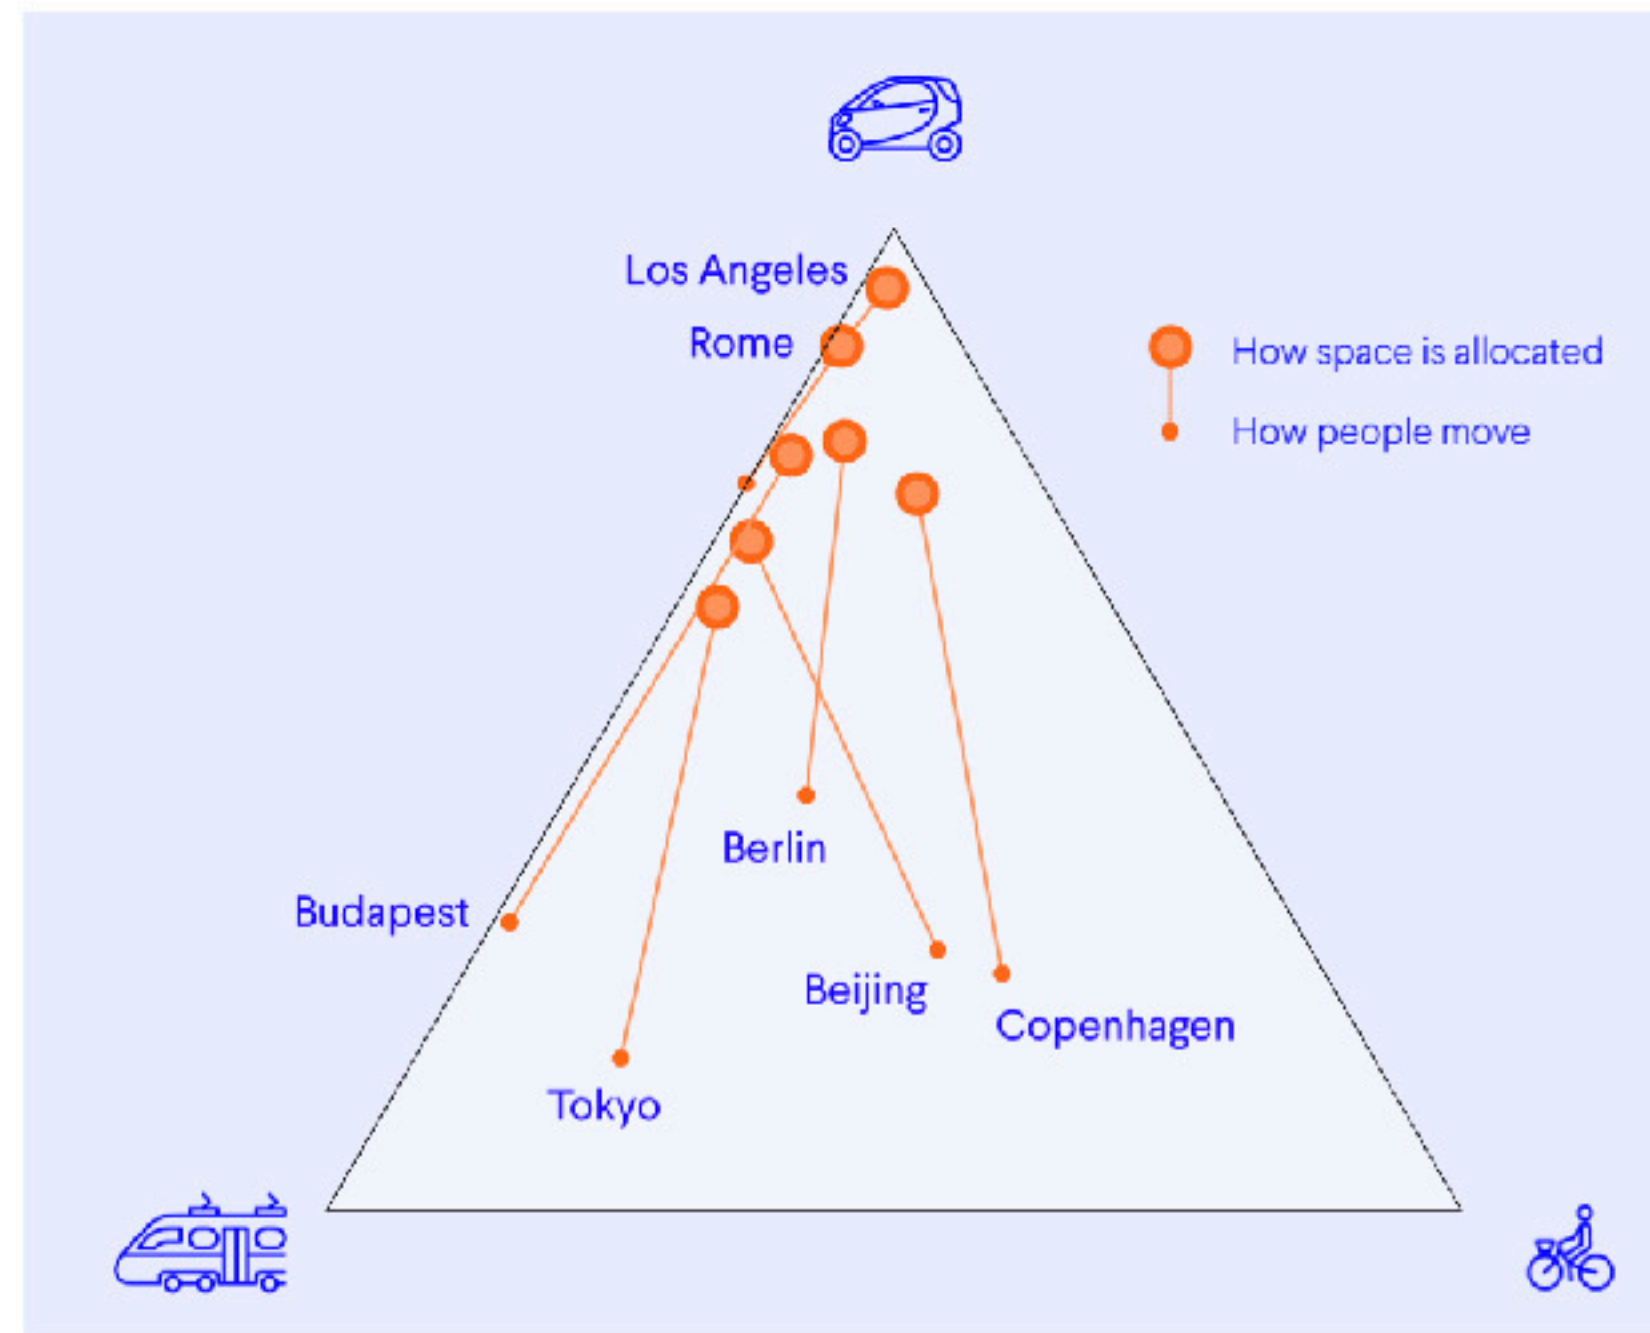 Los Angeles
Rome
How space is allocated
How people move
Berlin
Budapest
Beijing
Copenhagen
Tokyo